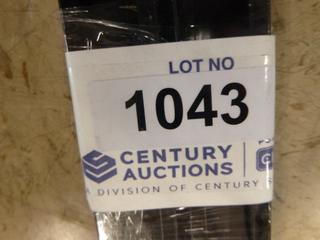 LOT NO
1043
CENTURY
AUCTIONS
A DIVISION OF CENTURY